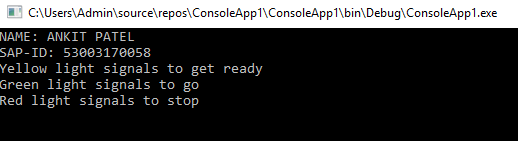 C:\Users\Admin\source\repos\ConsoleApp1\ConsoleApp1\bin\Debug\ConsoleApp1.exe
NAME: ANKIT PATEL
SAP-ID: 53003170058
Yellow light signals to get ready
Green light signals to go
Red light signals to stop